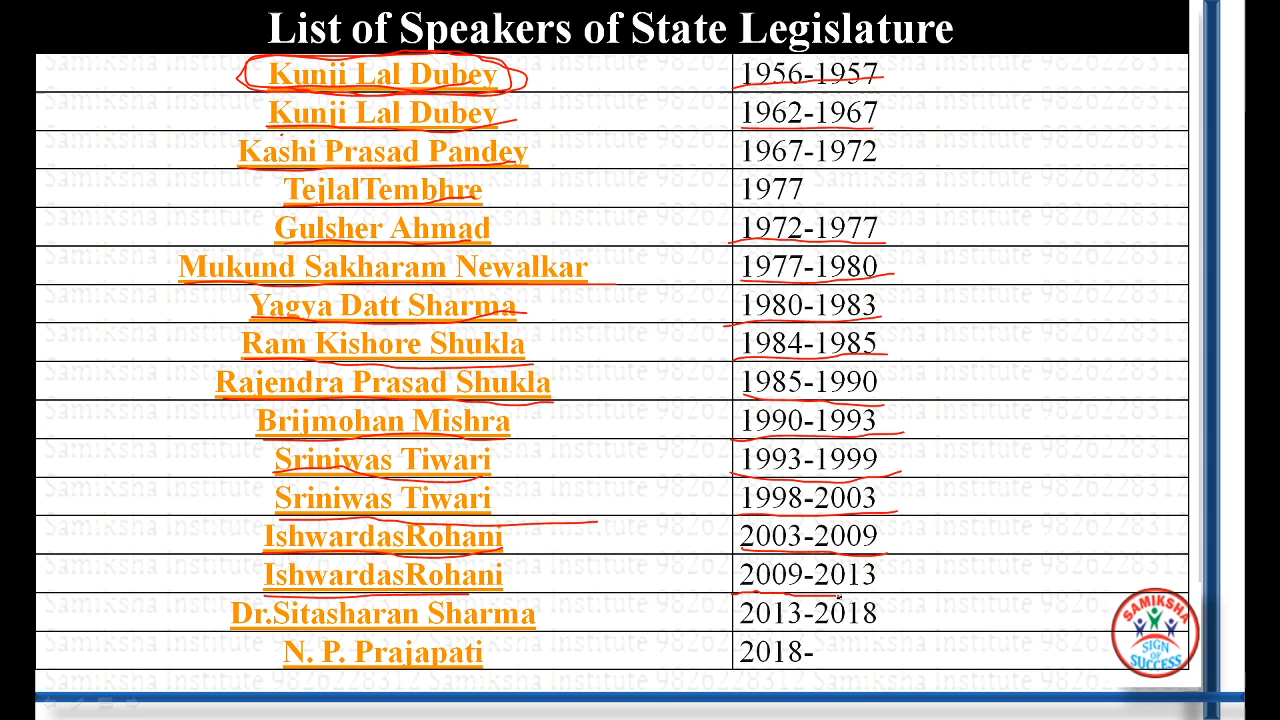 List of Speakers of State Legislature
Kunji Lal Dubey 1956-1957
Kunji Lal Dubey 1962-1967
Kashi Prasad Pandey 1967-1972
TejlalTembhre 1977
Gulsher Ahmad 1972-1977
Mukund Sakharam Newalkar 1977-1980
Yagya Datt Sharma 1980-1983
Ram Kishore Shukla 1984-1985
Rajendra Prasad Shukla 1985-1990
Brijmohan Mishra 1990-1993
Sriniwas Tiwari 1993-1999
Sriniwas Tiwari 1998-2003
IshwardasRohani 2003-2009
IshwardasRohani 2009-2013
Dr.Sitasharan Sharma 2013-2018
N. P. Prajapati 2018-
SAMIKSHA
SIGN
OF
SUCCESS